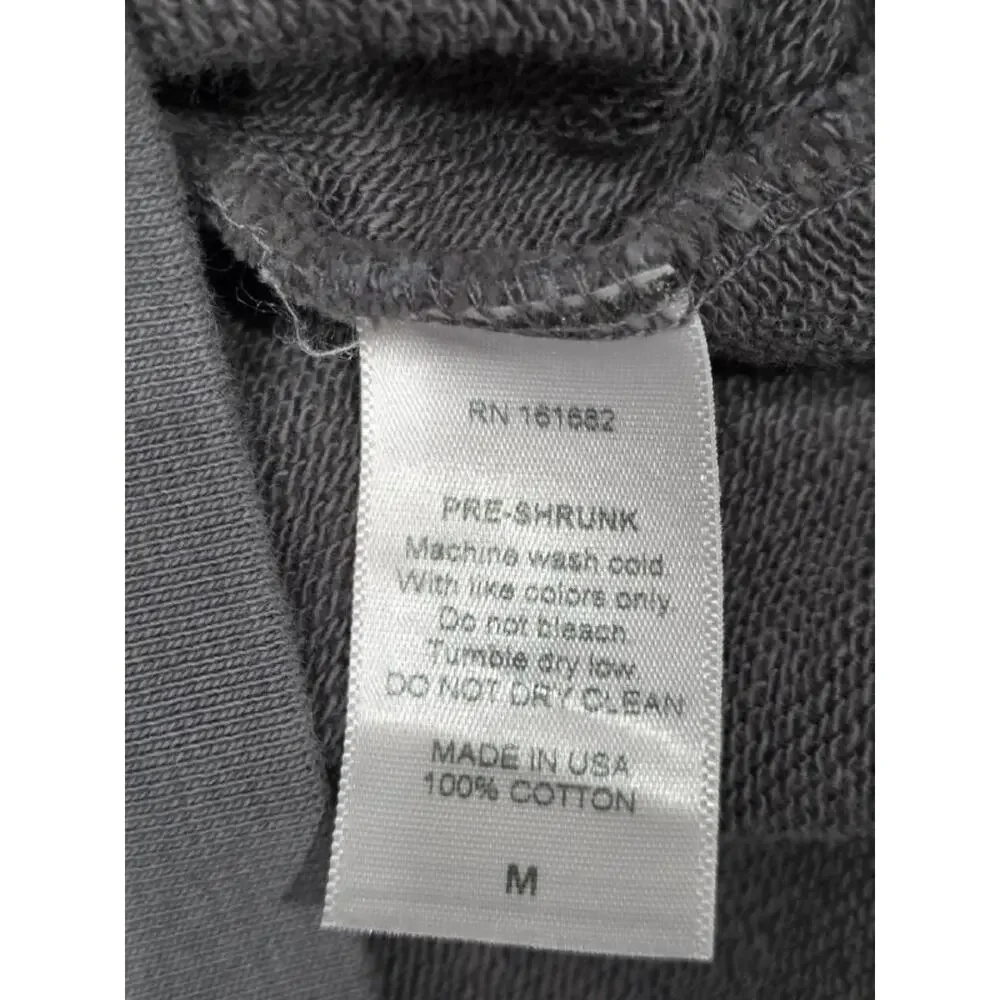 RN 161682
PRE-SHRUNK
Machine wash cold.
With like colors only.
Do not bleach
Tumble dry low.
DO NOT DRY CLEAN
MADE IN USA
100% COTTON
M